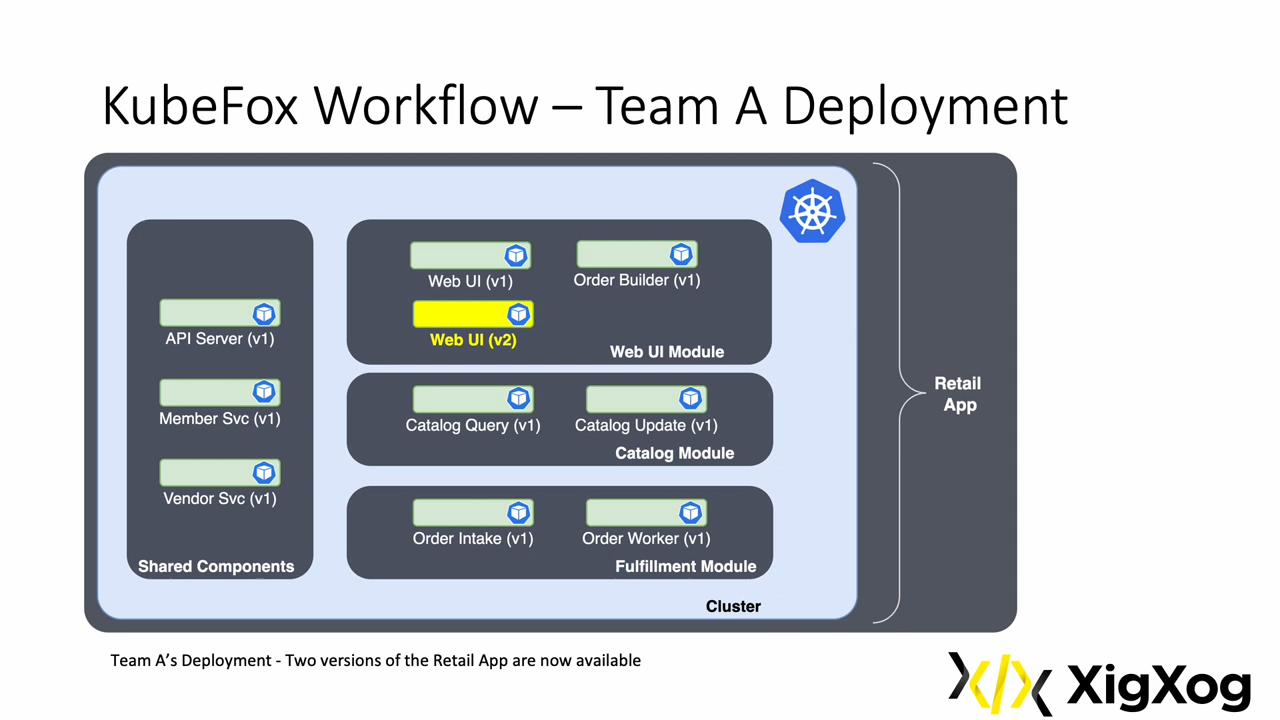 KubeFox Workflow – Team A Deployment
API Server (v1)
Member Svc (v1)
Vendor Svc (v1)
Shared Components
Web UI (v1)
Order Builder (v1)
Web UI (v2)
Web UI Module
Catalog Query (v1)
Catalog Update (v1)
Catalog Module
Order Intake (v1)
Order Worker (v1)
Fulfillment Module
Cluster
Retail
App
Team A’s Deployment - Two versions of the Retail App are now available
XigXog